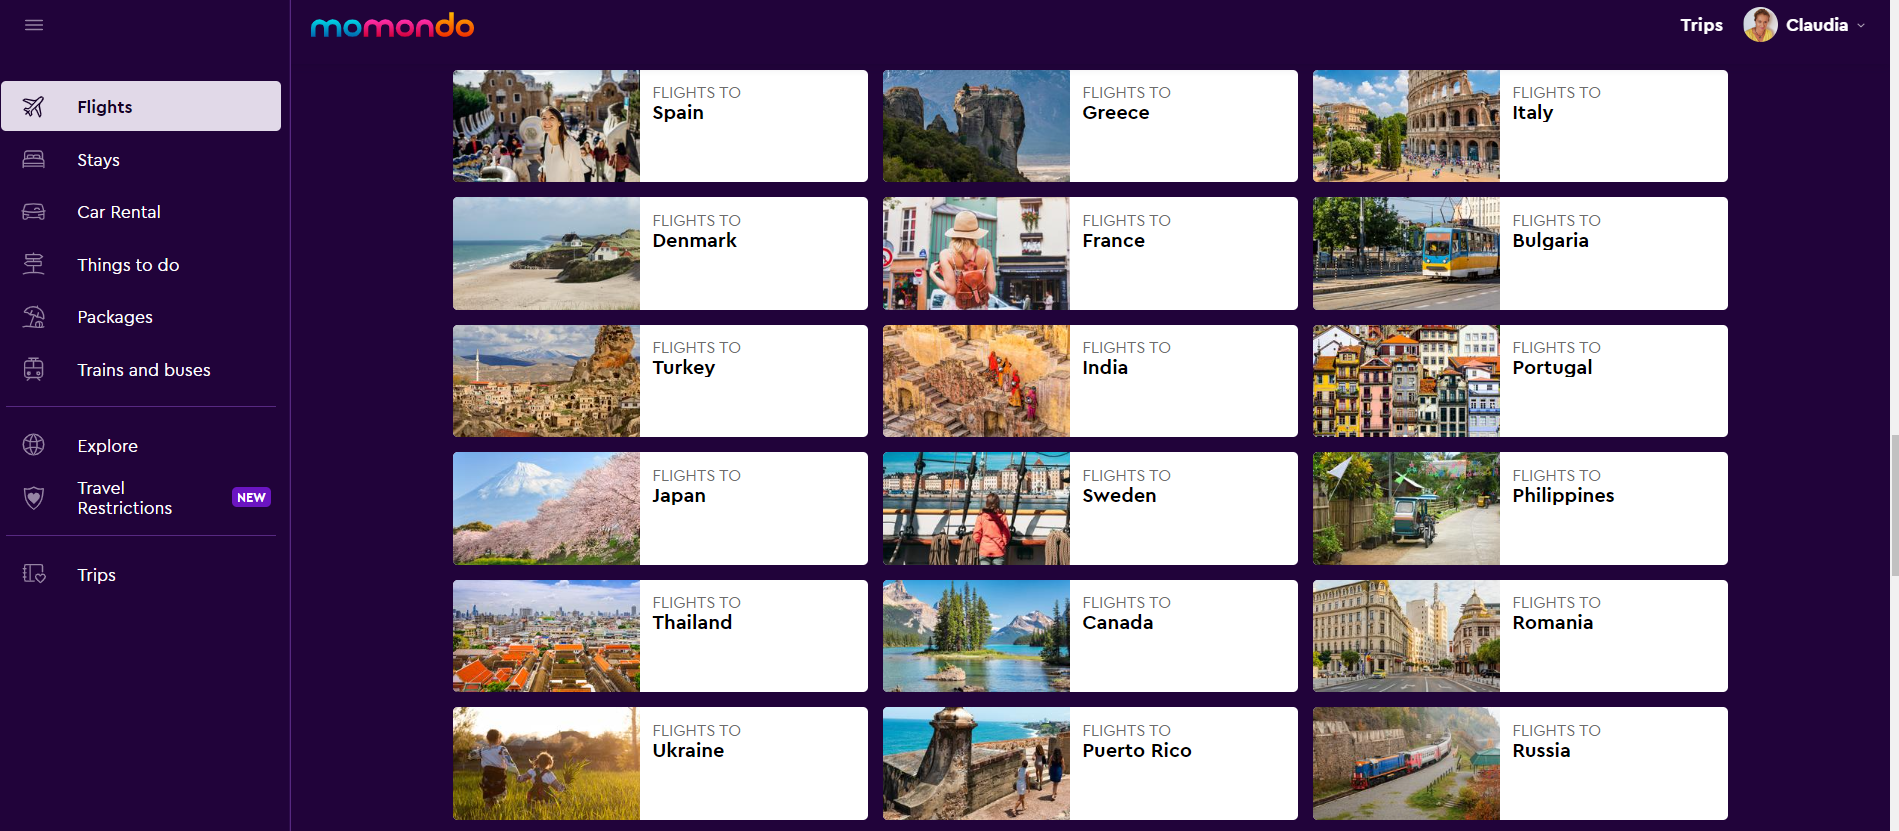 momondo
Trips
Claudia
Flights
Stays
Car Rental
Things to do
Packages
Trains and buses
Explore
Travel
Restrictions
NEW
Trips
FLIGHTS TO
Spain
FLIGHTS TO
Greece
FLIGHTS TO
Italy
FLIGHTS TO
Denmark
FLIGHTS TO
France
FLIGHTS TO
Bulgaria
FLIGHTS TO
Turkey
FLIGHTS TO
India
FLIGHTS TO
Portugal
FLIGHTS TO
Japan
FLIGHTS TO
Sweden
FLIGHTS TO
Philippines
FLIGHTS TO
Thailand
FLIGHTS TO
Canada
FLIGHTS TO
Romania
FLIGHTS TO
Ukraine
FLIGHTS TO
Puerto Rico
FLIGHTS TO
Russia